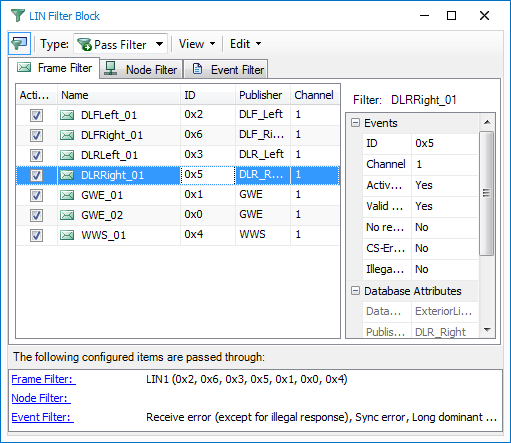 LIN Filter Block
Type: Pass Filter View Edit
Frame Filter Node Filter Event Filter
Acti... Name ID Publisher Channel
DLFLeft_01 0x2 DLF_Left 1
DLFRight_01 0x6 DLF_Ri... 1
DLRLeft_01 0x3 DLR_Left 1
DLRRight_01 0x5 DLR_R... 1
GWE_01 0x1 GWE 1
GWE_02 0x0 GWE 1
WWS_01 0x4 WWS 1
Filter: DLRRight_01
Events
ID 0x5
Channel 1
Activ... Yes
Valid ... Yes
No re... No
CS-Er... No
Illega... No
Database Attributes
Data... ExteriorLi...
Publis... DLR_Right
The following configured items are passed through:
Frame Filter: LIN1 (0x2, 0x6, 0x3, 0x5, 0x1, 0x0, 0x4)
Node Filter:
Event Filter: Receive error (except for illegal response), Sync error, Long dominant ...